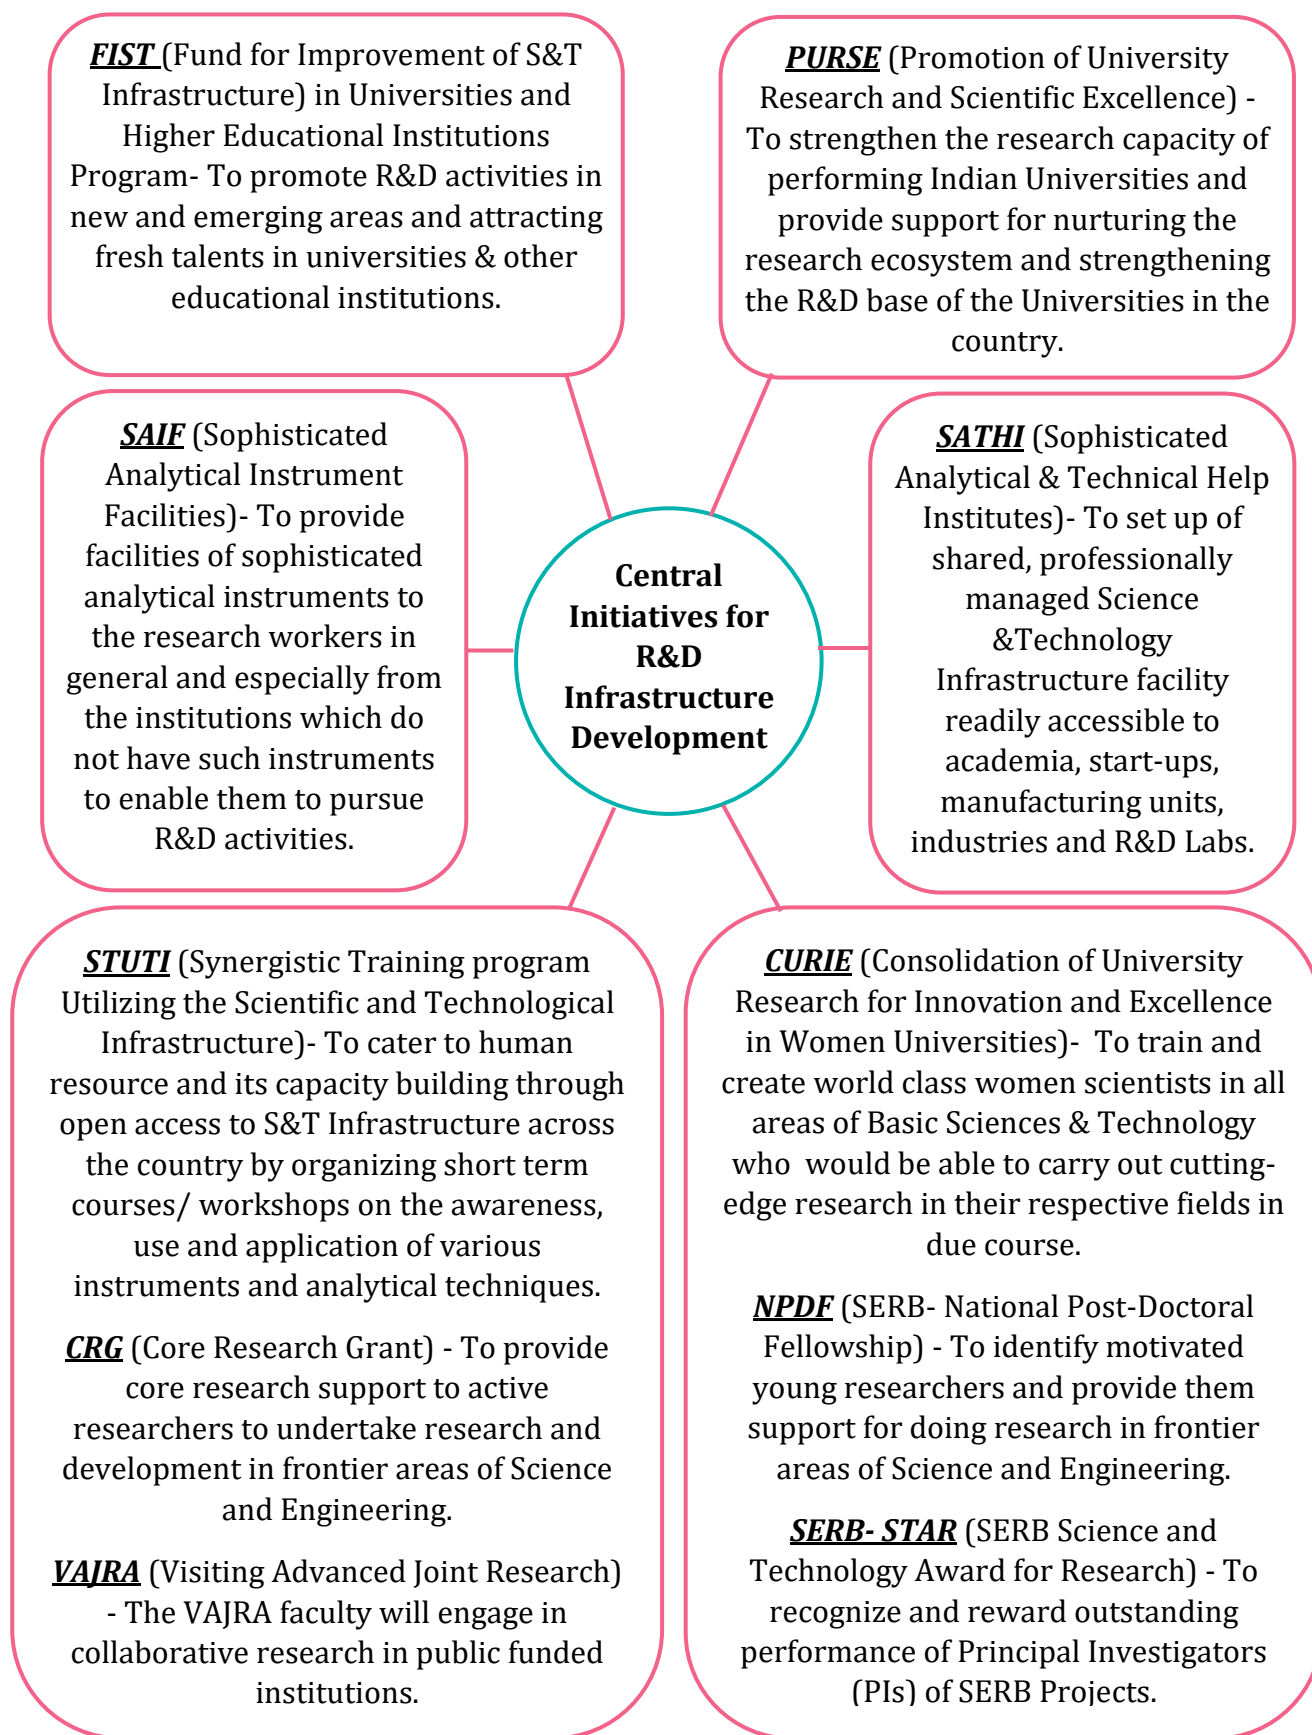 FIST (Fund for Improvement of S&T
Infrastructure) in Universities and
Higher Educational Institutions
Program- To promote R&D activities in
new and emerging areas and attracting
fresh talents in universities & other
educational institutions.
PURSE (Promotion of University
Research and Scientific Excellence) -
To strengthen the research capacity of
performing Indian Universities and
provide support for nurturing the
research ecosystem and strengthening
the R&D base of the Universities in the
country.
SAIF (Sophisticated
Analytical Instrument
Facilities)- To provide
facilities of sophisticated
analytical instruments to
the research workers in
general and especially from
the institutions which do
not have such instruments
to enable them to pursue
R&D activities.
Central
Initiatives for
R&D
Infrastructure
Development
SATHI (Sophisticated
Analytical & Technical Help
Institutes)- To set up of
shared, professionally
managed Science
&Technology
Infrastructure facility
readily accessible to
academia, start-ups,
manufacturing units,
industries and R&D Labs.
STUTI (Synergistic Training program
Utilizing the Scientific and Technological
Infrastructure)- To cater to human
resource and its capacity building through
open access to S&T Infrastructure across
the country by organizing short term
courses/ workshops on the awareness,
use and application of various
instruments and analytical techniques.
CRG (Core Research Grant) - To provide
core research support to active
researchers to undertake research and
development in frontier areas of Science
and Engineering.
VAJRA (Visiting Advanced Joint Research)
- The VAJRA faculty will engage in
collaborative research in public funded
institutions.
CURIE (Consolidation of University
Research for Innovation and Excellence
in Women Universities)- To train and
create world class women scientists in all
areas of Basic Sciences & Technology
who would be able to carry out cutting-
edge research in their respective fields in
due course.
NPDF (SERB- National Post-Doctoral
Fellowship) - To identify motivated
young researchers and provide them
support for doing research in frontier
areas of Science and Engineering.
SERB- STAR (SERB Science and
Technology Award for Research) - To
recognize and reward outstanding
performance of Principal Investigators
(PIs) of SERB Projects.